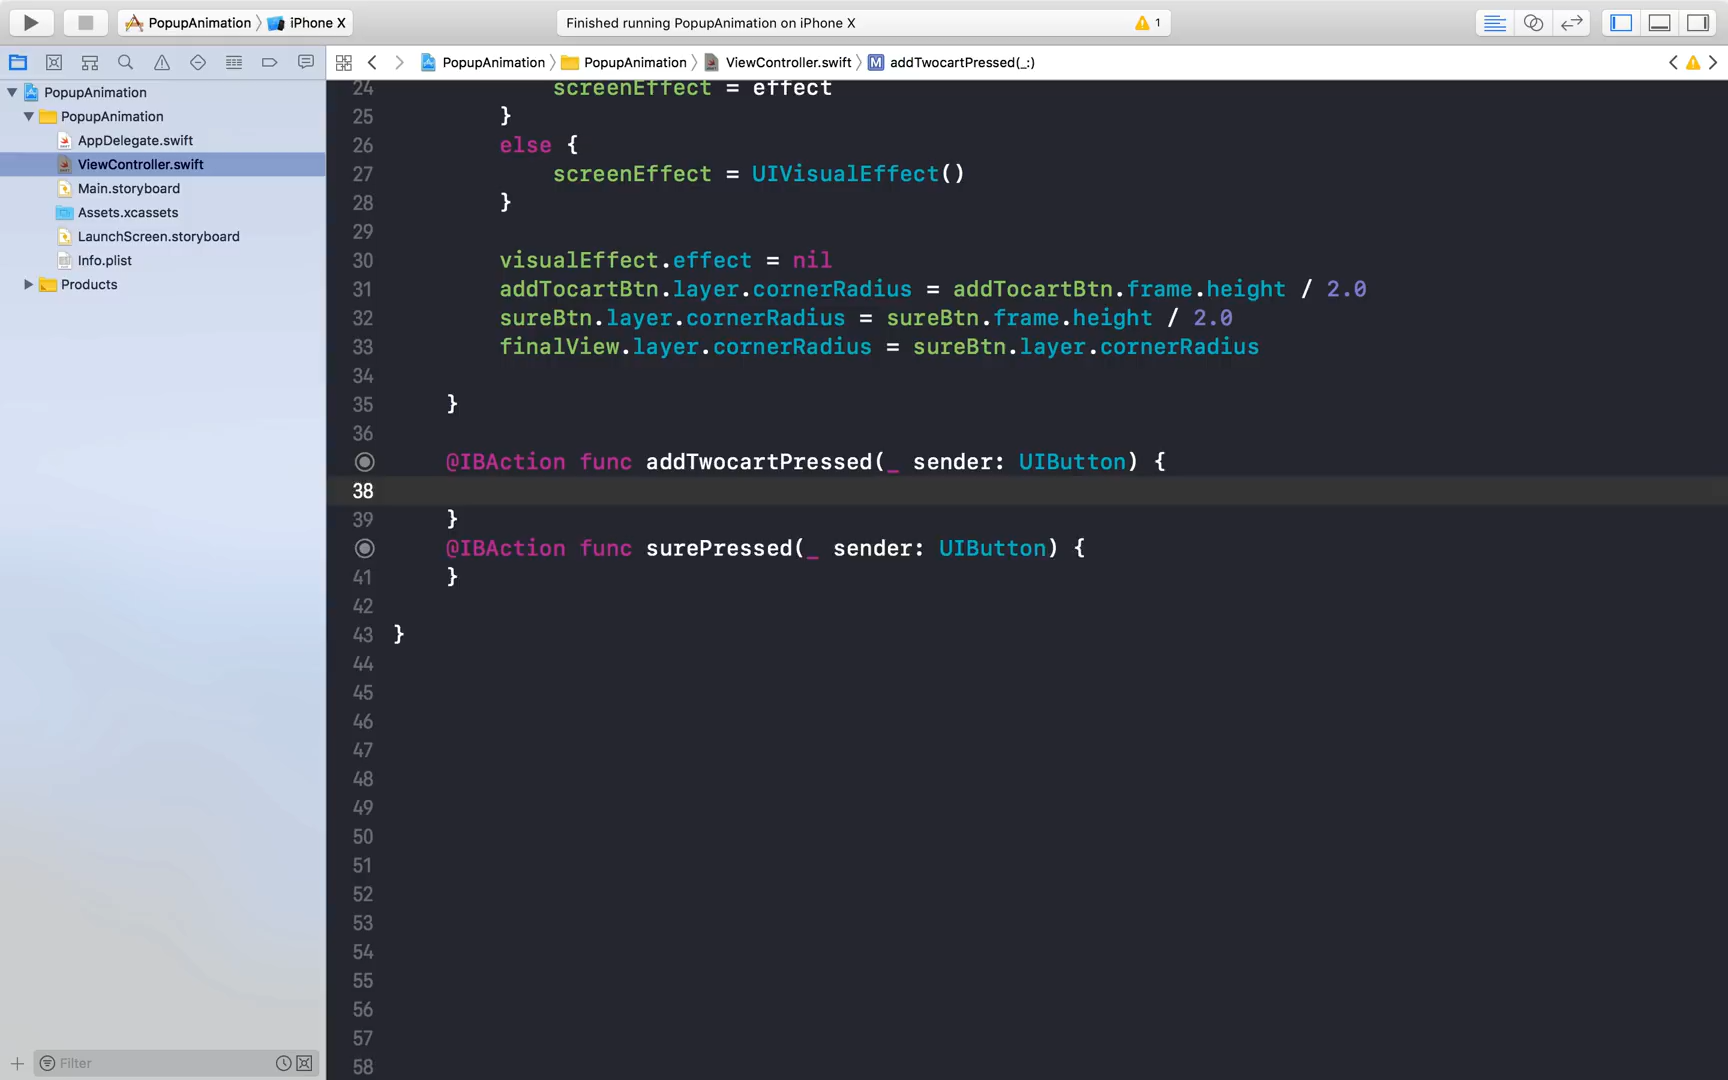 PopupAnimation 〉 iPhone X
Finished running PopupAnimation on iPhone X
1
PopupAnimation 〉 PopupAnimation 〉 ViewController.swift 〉 M addTwocartPressed(_:)
PopupAnimation
PopupAnimation
AppDelegate.swift
ViewController.swift
Main.storyboard
Assets.xcassets
LaunchScreen.storyboard
Info.plist
Products
Filter
24 screenEffect = effect
25 }
26 else {
27 screenEffect = UIVisualEffect()
28 }
29
30 visualEffect.effect = nil
31 addTocartBtn.layer.cornerRadius = addTocartBtn.frame.height / 2.0
32 sureBtn.layer.cornerRadius = sureBtn.frame.height / 2.0
33 finalView.layer.cornerRadius = sureBtn.layer.cornerRadius
34
35 }
36
@IBAction func addTwocartPressed(_ sender: UIButton) {
38
39 }
@IBAction func surePressed(_ sender: UIButton) {
41 }
42
43 }
44
45
46
47
48
49
50
51
52
53
54
55
56
57
58